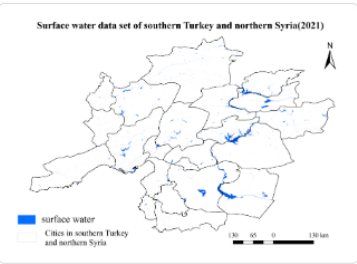 Surface water data set of southern Turkey and northern Syria(2021)
N
surface water
Cities in southern Turkey
and northern Syria
130 65 0 130 km